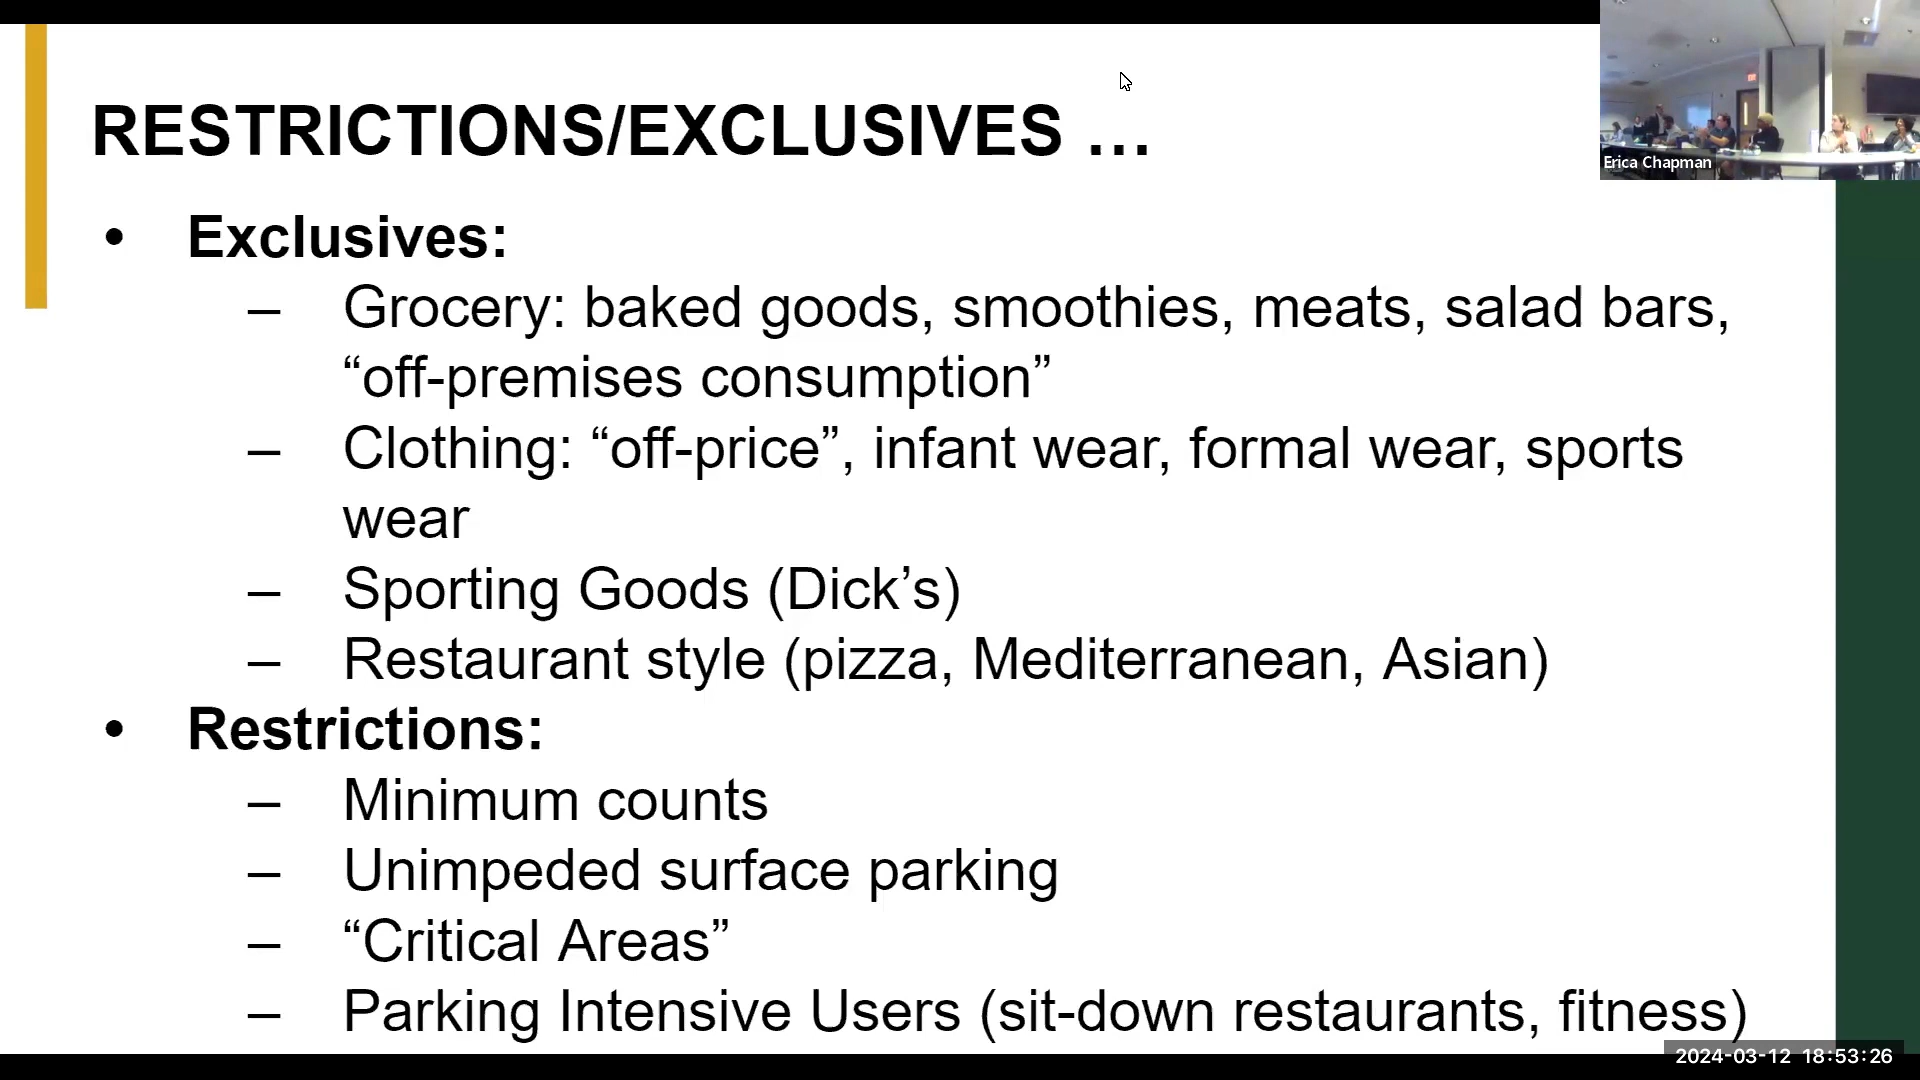 RESTRICTIONS/EXCLUSIVES ...
Erica Chapman
• Exclusives:
– Grocery: baked goods, smoothies, meats, salad bars,
“off-premises consumption”
– Clothing: “off-price”, infant wear, formal wear, sports
wear
– Sporting Goods (Dick’s)
– Restaurant style (pizza, Mediterranean, Asian)
• Restrictions:
– Minimum counts
– Unimpeded surface parking
– “Critical Areas”
– Parking Intensive Users (sit-down restaurants, fitness)
2024-03-12 18:53:26